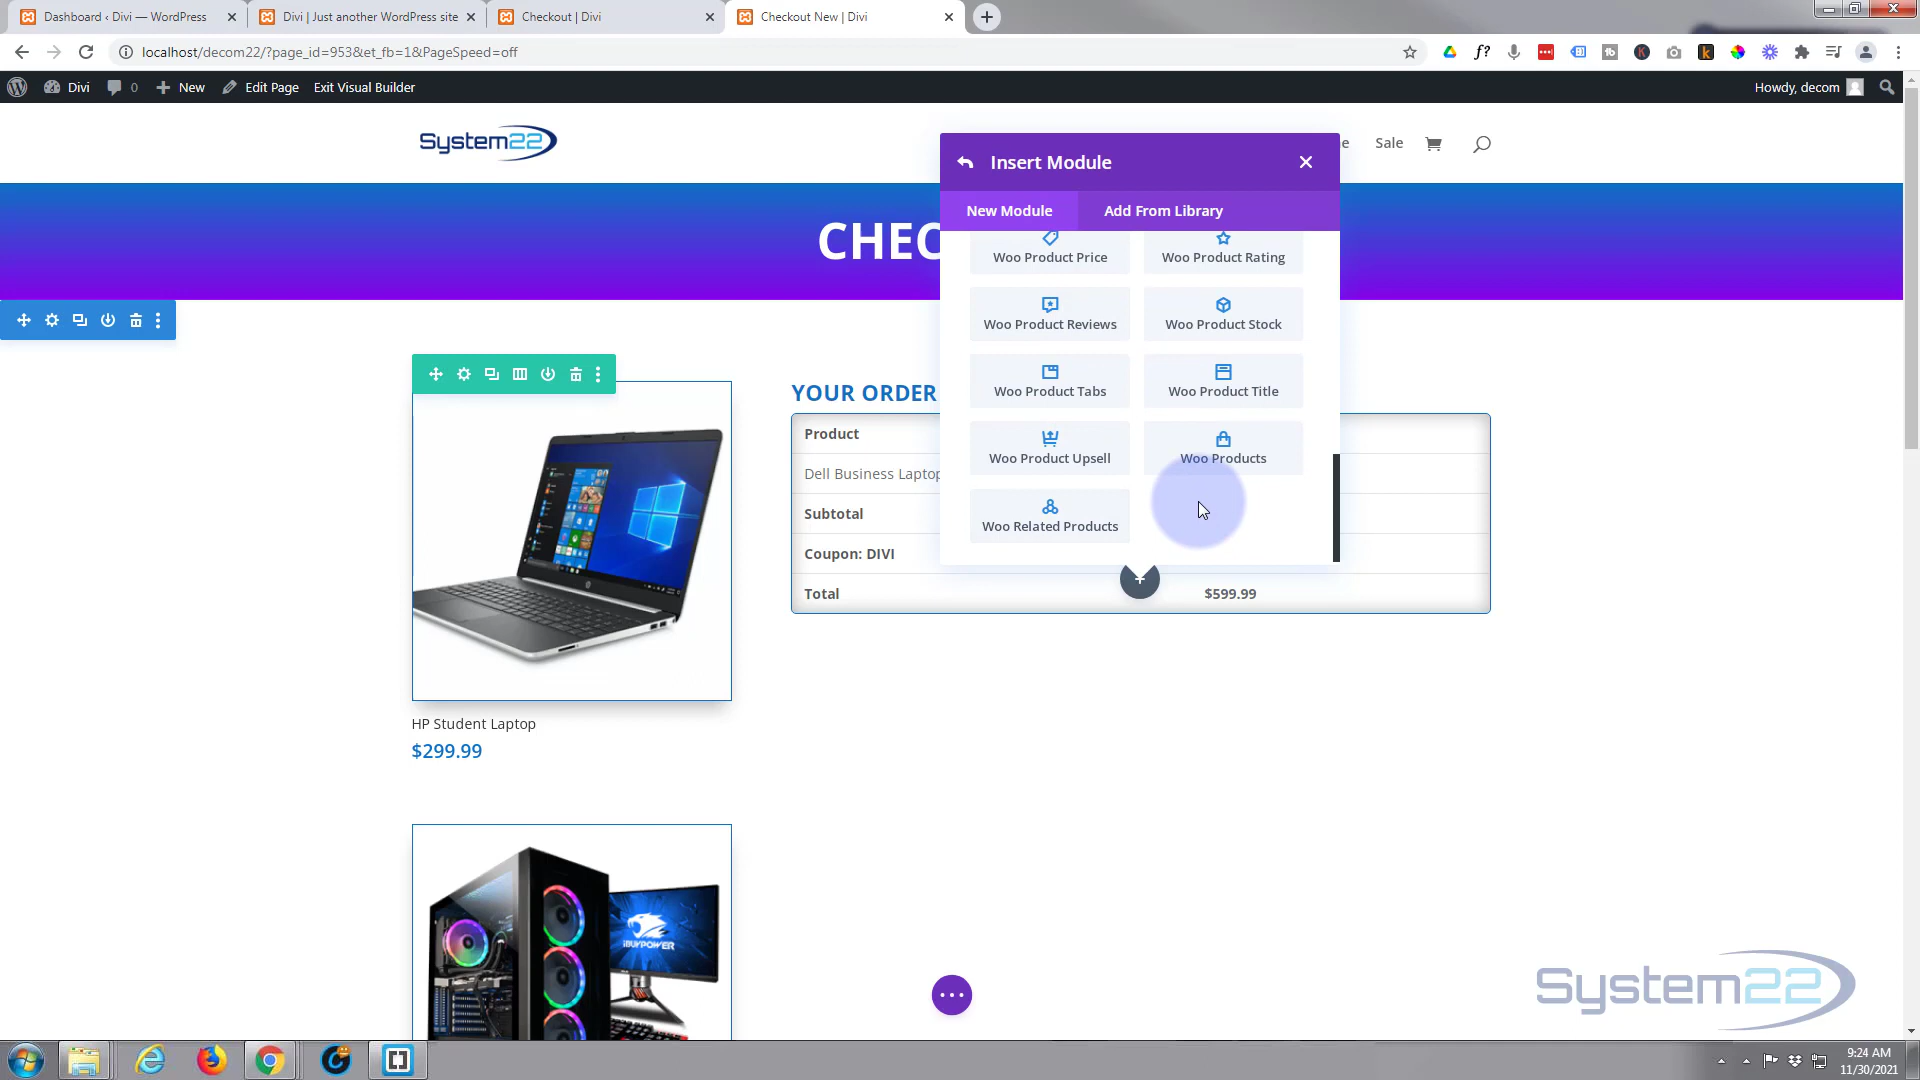 Dashboard ‹ Divi — WordPress
Divi | Just another WordPress site
Checkout | Divi
Checkout New | Divi
localhost/decom22/?page_id=953&et_fb=1&PageSpeed=off
Divi
0
New
Edit Page
Exit Visual Builder
Howdy, decom
System22
Sale
CHEC
Insert Module
New Module
Add From Library
Woo Product Price
Woo Product Rating
Woo Product Reviews
Woo Product Stock
Woo Product Tabs
Woo Product Title
Woo Product Upsell
Woo Products
Woo Related Products
YOUR ORDER
Product
Dell Business Laptop
Subtotal
Coupon: DIVI
Total
$599.99
HP Student Laptop
$299.99
iBUYPOWER
System22
9:24 AM
11/30/2021